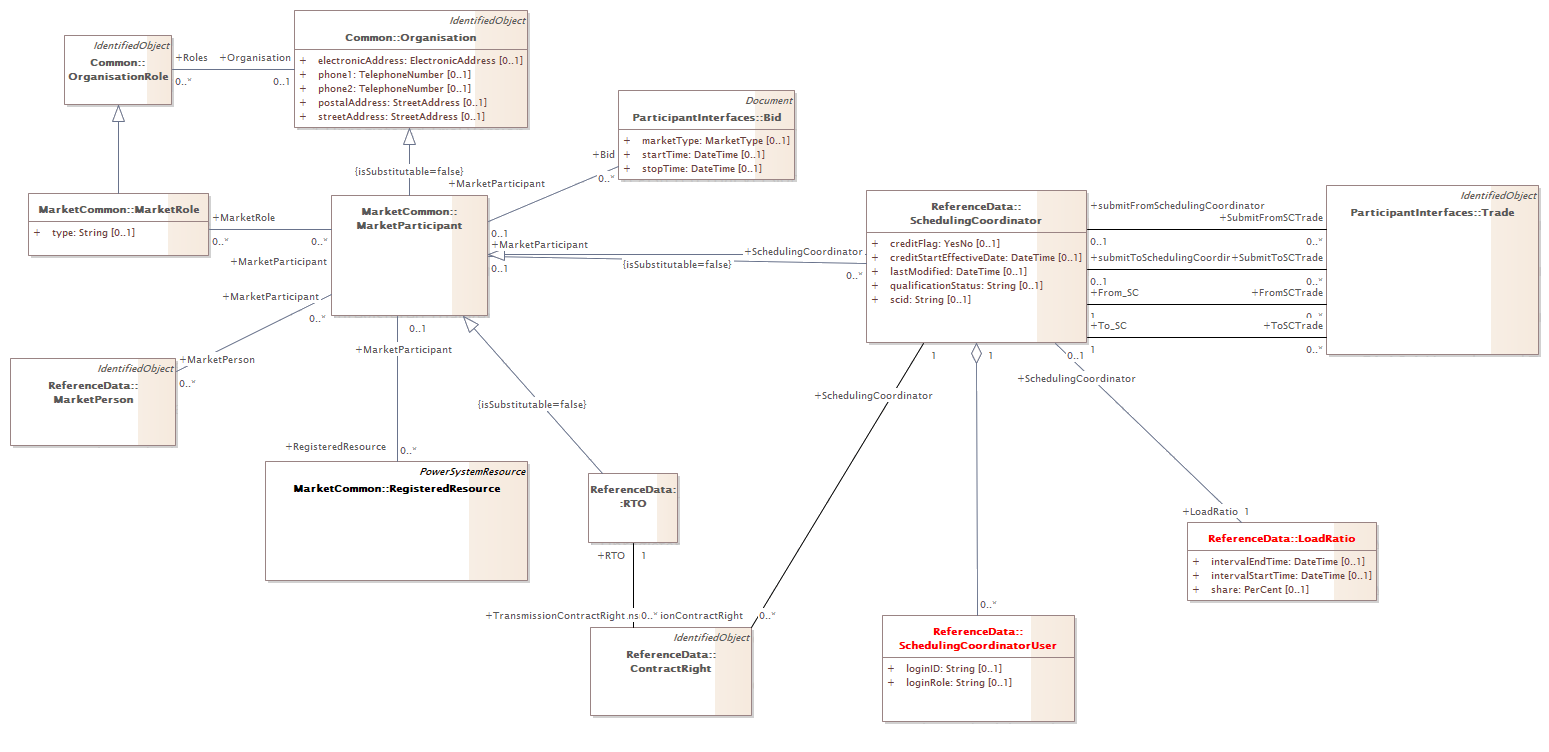 IdentifiedObject
Common::
OrganisationRole
+Roles
+Organisation
0..*
0..1
IdentifiedObject
Common::Organisation
+ electronicAddress: ElectronicAddress [0..1]
+ phone1: TelephoneNumber [0..1]
+ phone2: TelephoneNumber [0..1]
+ postalAddress: StreetAddress [0..1]
+ streetAddress: StreetAddress [0..1]
Document
ParticipantInterfaces::Bid
+ marketType: MarketType [0..1]
+ startTime: DateTime [0..1]
+ stopTime: DateTime [0..1]
+Bid
0..*
{isSubstitutable=false}
+MarketParticipant
0..1
MarketCommon::MarketRole
+ type: String [0..1]
+MarketRole
0..*
0..*
+MarketParticipant
MarketCommon::
MarketParticipant
+MarketParticipant
0..1
+SchedulingCoordinator
0..*
{isSubstitutable=false}
ReferenceData::
SchedulingCoordinator
+ creditFlag: YesNo [0..1]
+ creditStartEffectiveDate: DateTime [0..1]
+ lastModified: DateTime [0..1]
+ qualificationStatus: String [0..1]
+ scid: String [0..1]
+submitFromSchedulingCoordinator
+SubmitFromSCTrade
0..1
0..*
+submitToSchedulingCoordir
+SubmitToSCTrade
0..1
0..*
+From_SC
+FromSCTrade
1
0..*
+To_SC
+ToSCTrade
1
0..*
IdentifiedObject
ParticipantInterfaces::Trade
+MarketParticipant
0..*
+MarketPerson
0..*
IdentifiedObject
ReferenceData::
MarketPerson
0..1
+MarketParticipant
+RegisteredResource
0..*
PowerSystemResource
MarketCommon::RegisteredResource
{isSubstitutable=false}
ReferenceData:
:RTO
+RTO
1
+TransmissionContractRight
.ns
0..*
ionContractRight
0..*
IdentifiedObject
ReferenceData::
ContractRight
1
+SchedulingCoordinator
1
0..*
ReferenceData::
SchedulingCoordinatorUser
+ loginID: String [0..1]
+ loginRole: String [0..1]
0..1
+SchedulingCoordinator
+LoadRatio
1
ReferenceData::LoadRatio
+ intervalEndTime: DateTime [0..1]
+ intervalStartTime: DateTime [0..1]
+ share: PerCent [0..1]